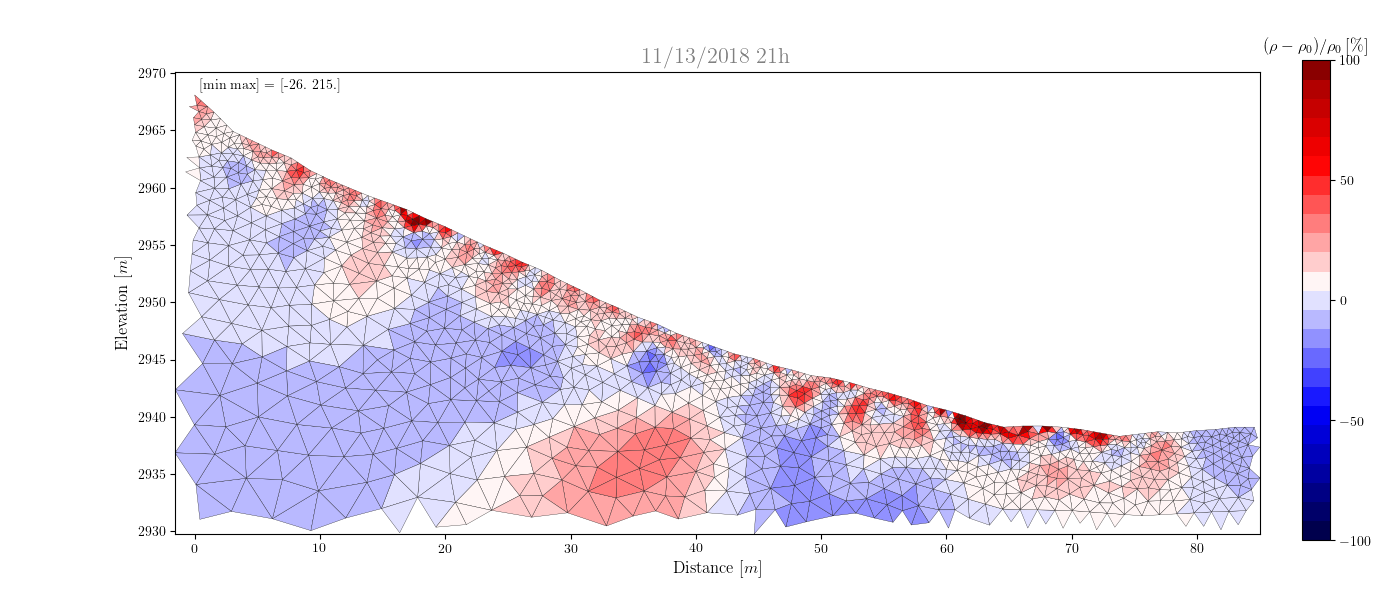 11/13/2018 21h
(ρ − ρ₀)/ρ₀ [%]
[min max] = [-26. 215.]
2970
2965
2960
2955
2950
2945
2940
2935
2930
Elevation [m]
0 10 20 30 40 50 60 70 80
Distance [m]
100
50
0
−50
−100